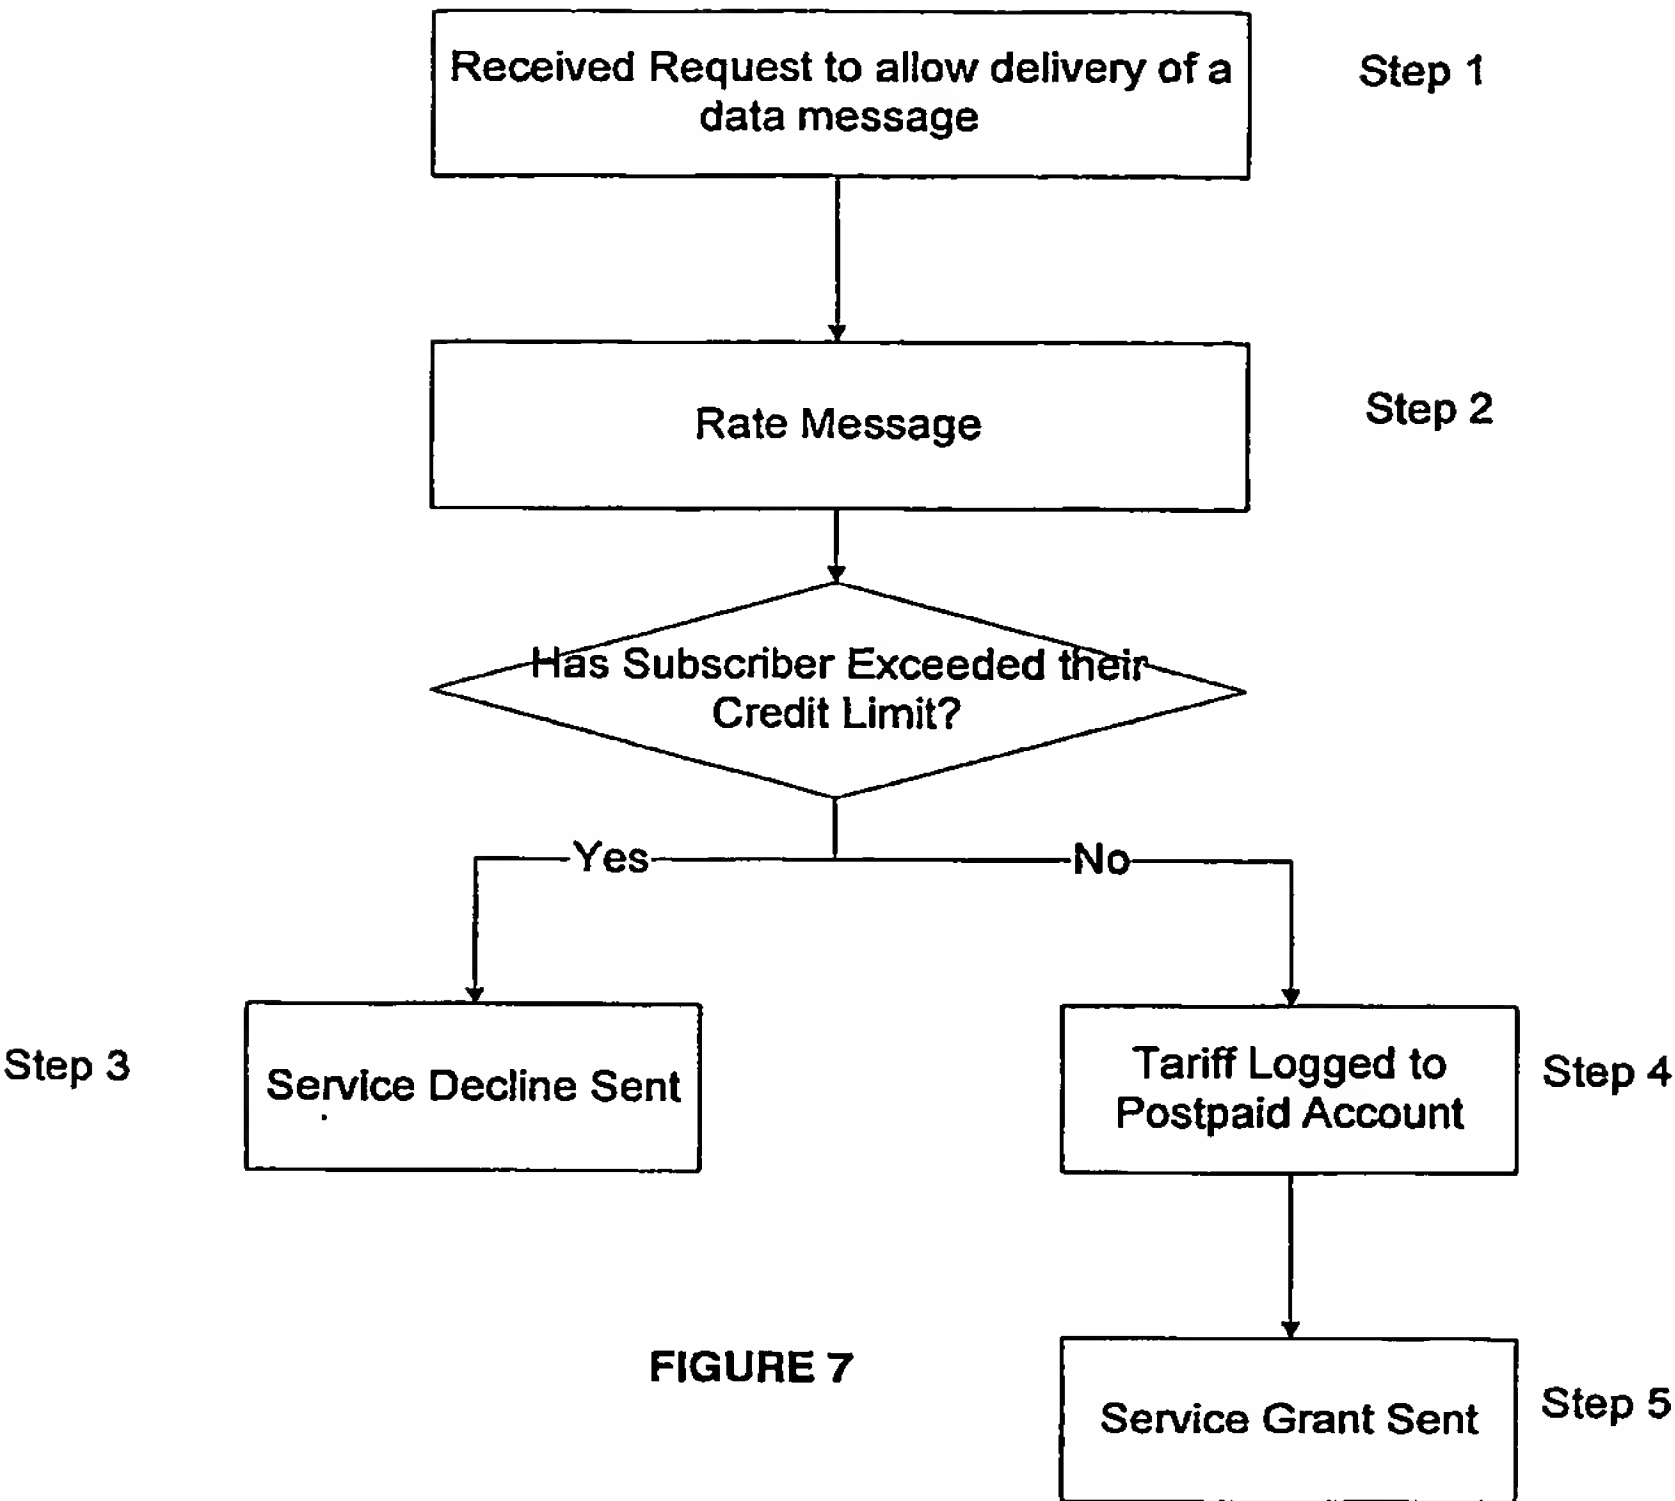 Received Request to allow delivery of a
data message
Step 1
Rate Message
Step 2
Has Subscriber Exceeded their
Credit Limit?
Yes
No
Step 3
Service Decline Sent
Tariff Logged to
Postpaid Account
Step 4
FIGURE 7
Service Grant Sent
Step 5